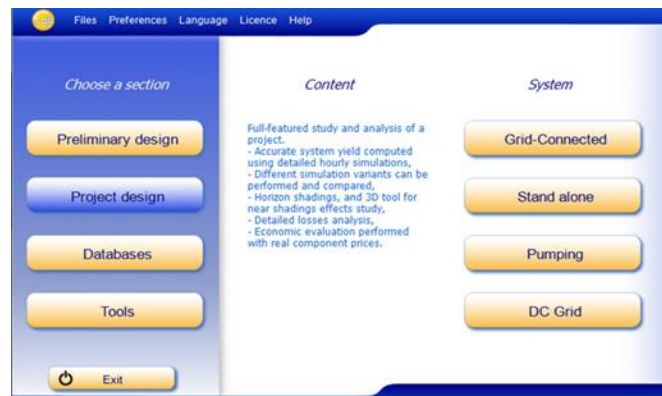 Files Preferences Language Licence Help
Choose a section
Preliminary design
Project design
Databases
Tools
Exit
Content
Full-featured study and analysis of a
project.
- Accurate system yield computed
using detailed hourly simulations,
- Different simulation variants can be
performed and compared,
- Horizon shadings, and 3D tool for
near shadings effects study,
- Detailed losses analysis,
- Economic evaluation performed
with real component prices.
System
Grid-Connected
Stand alone
Pumping
DC Grid